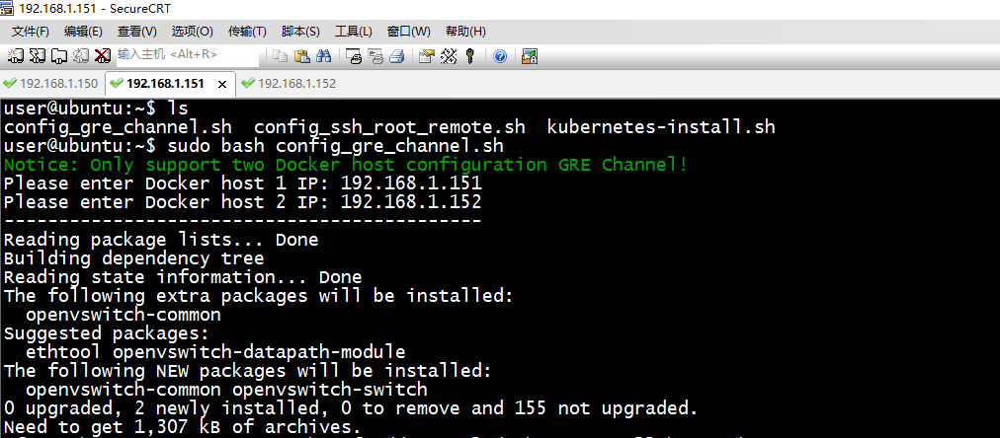 192.168.1.151 - SecureCRT
文件(F) 编辑(E) 查看(V) 选项(O) 传输(T) 脚本(S) 工具(L) 窗口(W) 帮助(H)
输入主机 <Alt+R>
192.168.1.150 192.168.1.151 × 192.168.1.152
user@ubuntu:~$ ls
config_gre_channel.sh  config_ssh_root_remote.sh  kubernetes-install.sh
user@ubuntu:~$ sudo bash config_gre_channel.sh
Notice: Only support two Docker host configuration GRE Channel!
Please enter Docker host 1 IP: 192.168.1.151
Please enter Docker host 2 IP: 192.168.1.152
--------------------------------------------
Reading package lists... Done
Building dependency tree
Reading state information... Done
The following extra packages will be installed:
  openvswitch-common
Suggested packages:
  ethtool openvswitch-datapath-module
The following NEW packages will be installed:
  openvswitch-common openvswitch-switch
0 upgraded, 2 newly installed, 0 to remove and 155 not upgraded.
Need to get 1,307 kB of archives.